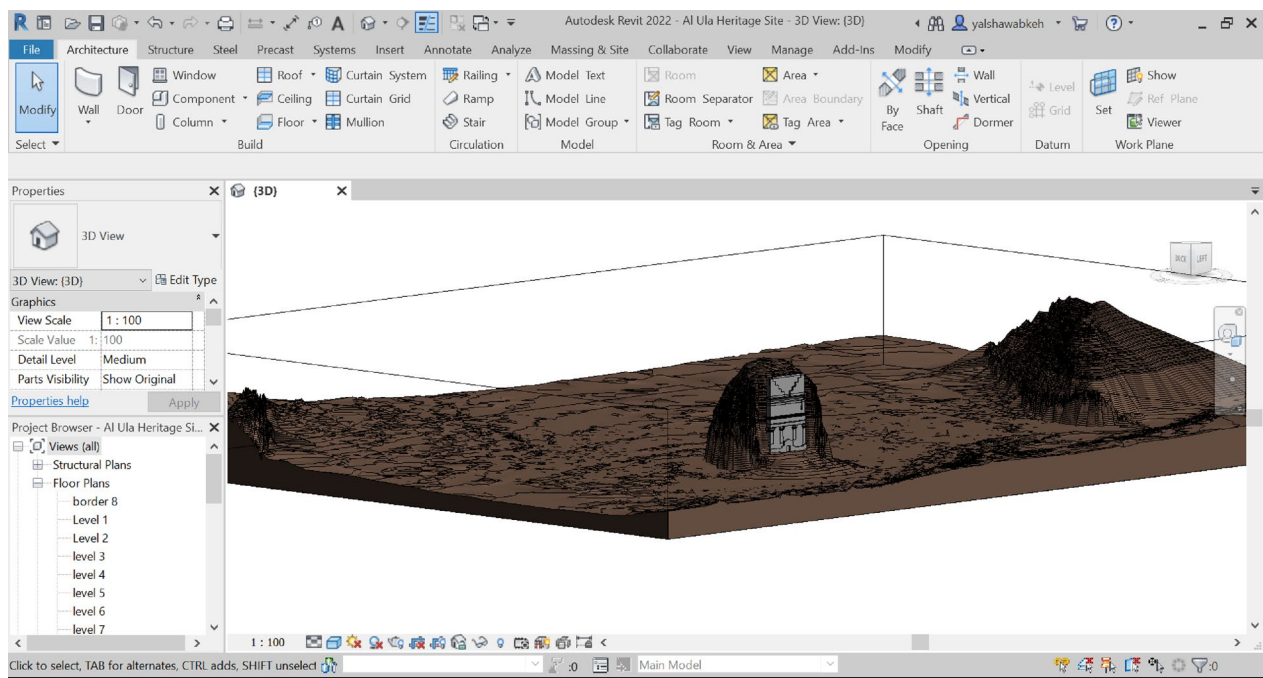 Autodesk Revit 2022 - Al Ula Heritage Site - 3D View: {3D}
yalshawabkeh
File Architecture Structure Steel Precast Systems Insert Annotate Analyze Massing & Site Collaborate View Manage Add-Ins Modify
Window Roof Curtain System Railing Model Text Room Area Wall Show
Component Ceiling Curtain Grid Ramp Model Line Room Separator Area Boundary Vertical Level Ref Plane
Modify Wall Door Column Floor Mullion Stair Model Group Tag Room Tag Area By Face Shaft Dormer Grid Set Viewer
Select Build Circulation Model Room & Area Opening Datum Work Plane
Properties
{3D}
3D View
BACK LEFT
3D View: {3D} Edit Type
Graphics
View Scale 1 : 100
Scale Value 1: 100
Detail Level Medium
Parts Visibility Show Original
Properties help Apply
Project Browser - Al Ula Heritage Si...
Views (all)
Structural Plans
Floor Plans
border 8
Level 1
Level 2
level 3
level 4
level 5
level 6
level 7
1 : 100
Click to select, TAB for alternates, CTRL adds, SHIFT unselect :0 Main Model :0